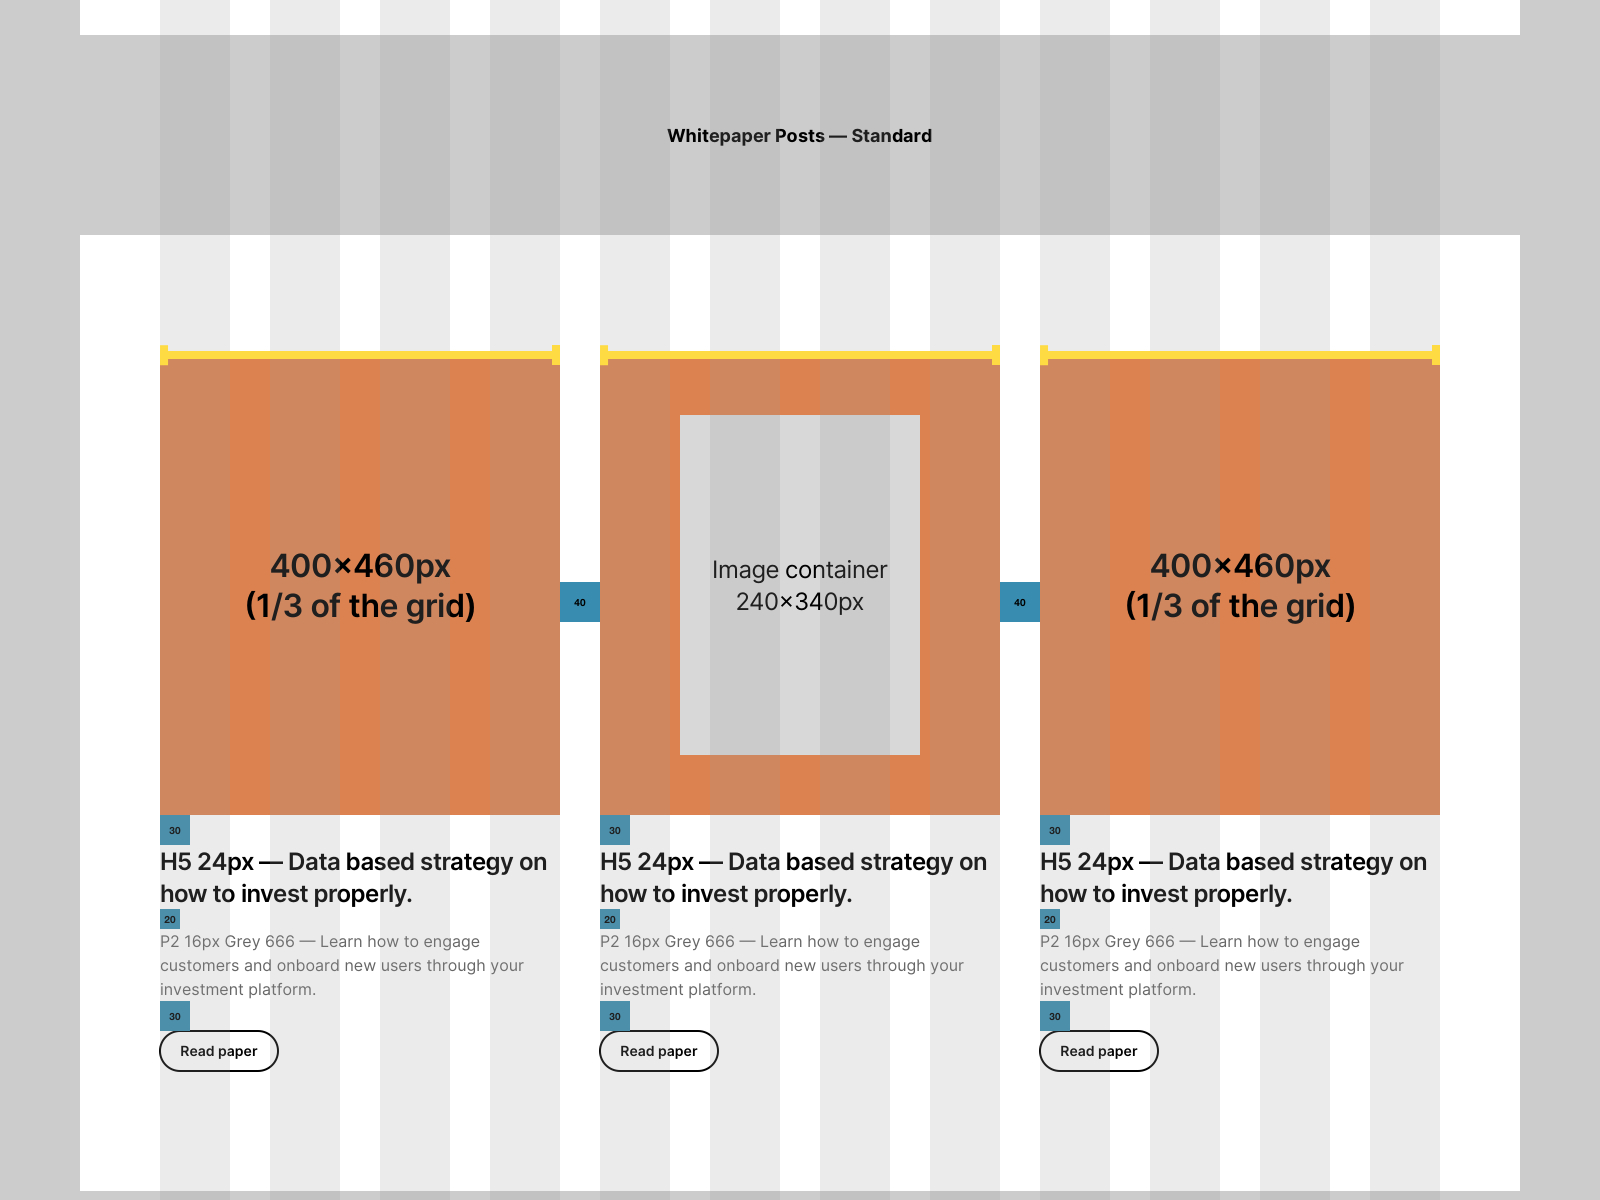 Whitepaper Posts — Standard
400×460px
(1/3 of the grid)
40
Image container
240×340px
40
400×460px
(1/3 of the grid)
30
H5 24px — Data based strategy on
how to invest properly.
20
P2 16px Grey 666 — Learn how to engage
customers and onboard new users through your
investment platform.
30
Read paper
30
H5 24px — Data based strategy on
how to invest properly.
20
P2 16px Grey 666 — Learn how to engage
customers and onboard new users through your
investment platform.
30
Read paper
30
H5 24px — Data based strategy on
how to invest properly.
20
P2 16px Grey 666 — Learn how to engage
customers and onboard new users through your
investment platform.
30
Read paper